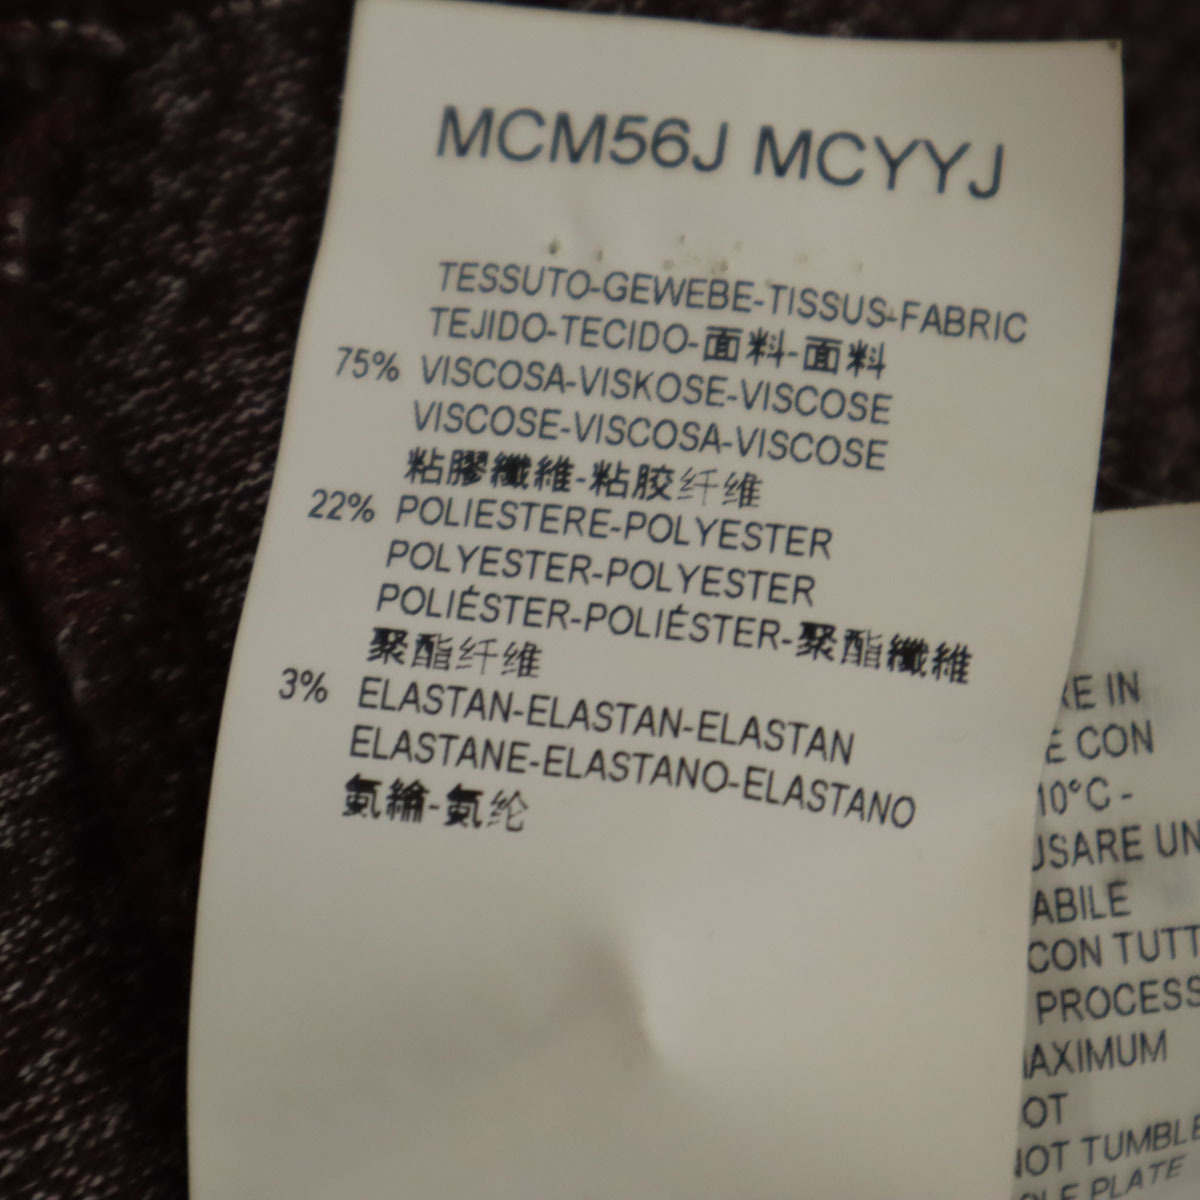 MCM56J MCYYJ
TESSUTO-GEWEBE-TISSUS-FABRIC
TEJIDO-TECIDO-面料-面料
75% VISCOSA-VISKOSE-VISCOSE
VISCOSE-VISCOSA-VISCOSE
粘膠纖維-粘胶纤维
22% POLIESTERE-POLYESTER
POLYESTER-POLYESTER
POLIÉSTER-POLIÉSTER-聚酯纖維
聚酯纤维
3% ELASTAN-ELASTAN-ELASTAN
ELASTANE-ELASTANO-ELASTANO
氨綸-氨纶
IN
CON
10°C -
USARE UN
ABILE
CON TUTT
PROCESS
MAXIMUM
OT
NOT TUMBLE
PLATE